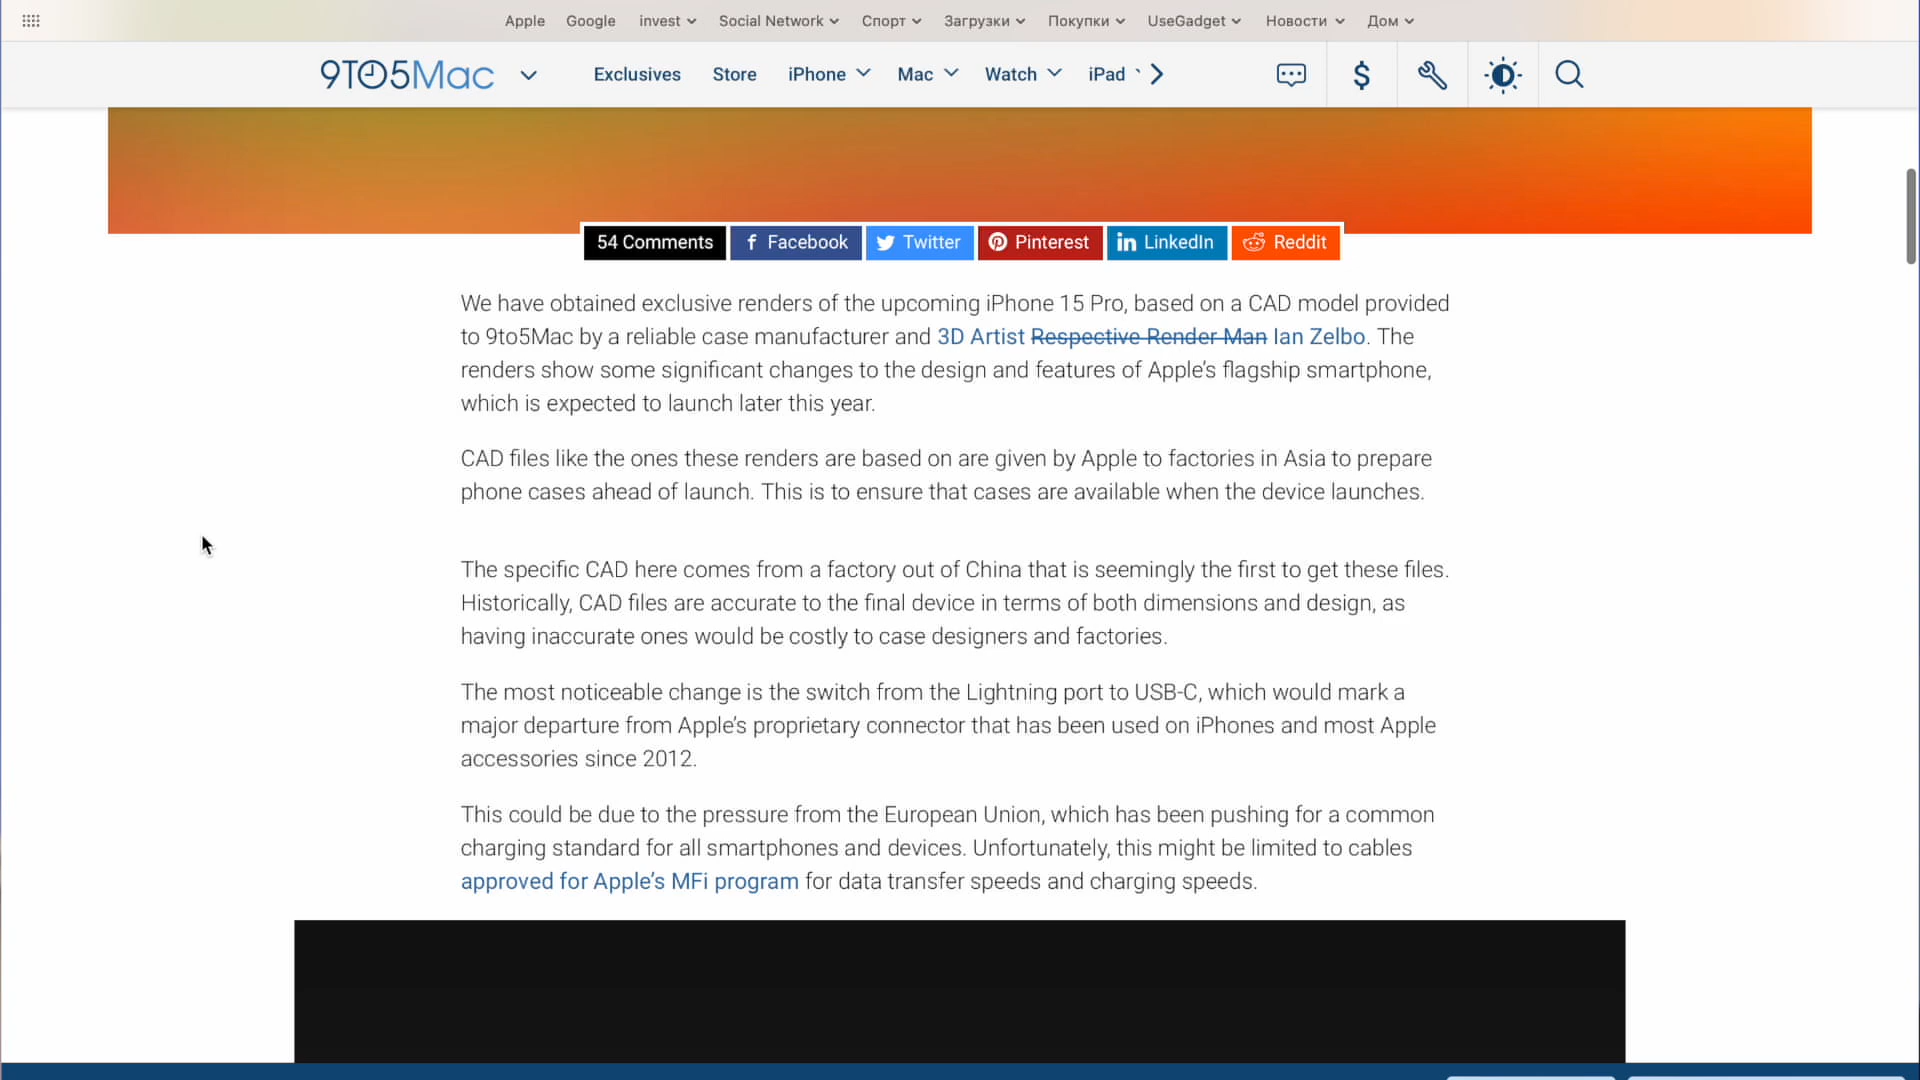 Apple Google invest Social Network Спорт Загрузки Покупки UseGadget Новости Дом
9TO5Mac Exclusives Store iPhone Mac Watch iPad
54 Comments Facebook Twitter Pinterest LinkedIn Reddit
We have obtained exclusive renders of the upcoming iPhone 15 Pro, based on a CAD model provided
to 9to5Mac by a reliable case manufacturer and 3D Artist Respective Render Man Ian Zelbo. The
renders show some significant changes to the design and features of Apple’s flagship smartphone,
which is expected to launch later this year.
CAD files like the ones these renders are based on are given by Apple to factories in Asia to prepare
phone cases ahead of launch. This is to ensure that cases are available when the device launches.
The specific CAD here comes from a factory out of China that is seemingly the first to get these files.
Historically, CAD files are accurate to the final device in terms of both dimensions and design, as
having inaccurate ones would be costly to case designers and factories.
The most noticeable change is the switch from the Lightning port to USB-C, which would mark a
major departure from Apple’s proprietary connector that has been used on iPhones and most Apple
accessories since 2012.
This could be due to the pressure from the European Union, which has been pushing for a common
charging standard for all smartphones and devices. Unfortunately, this might be limited to cables
approved for Apple’s MFi program for data transfer speeds and charging speeds.